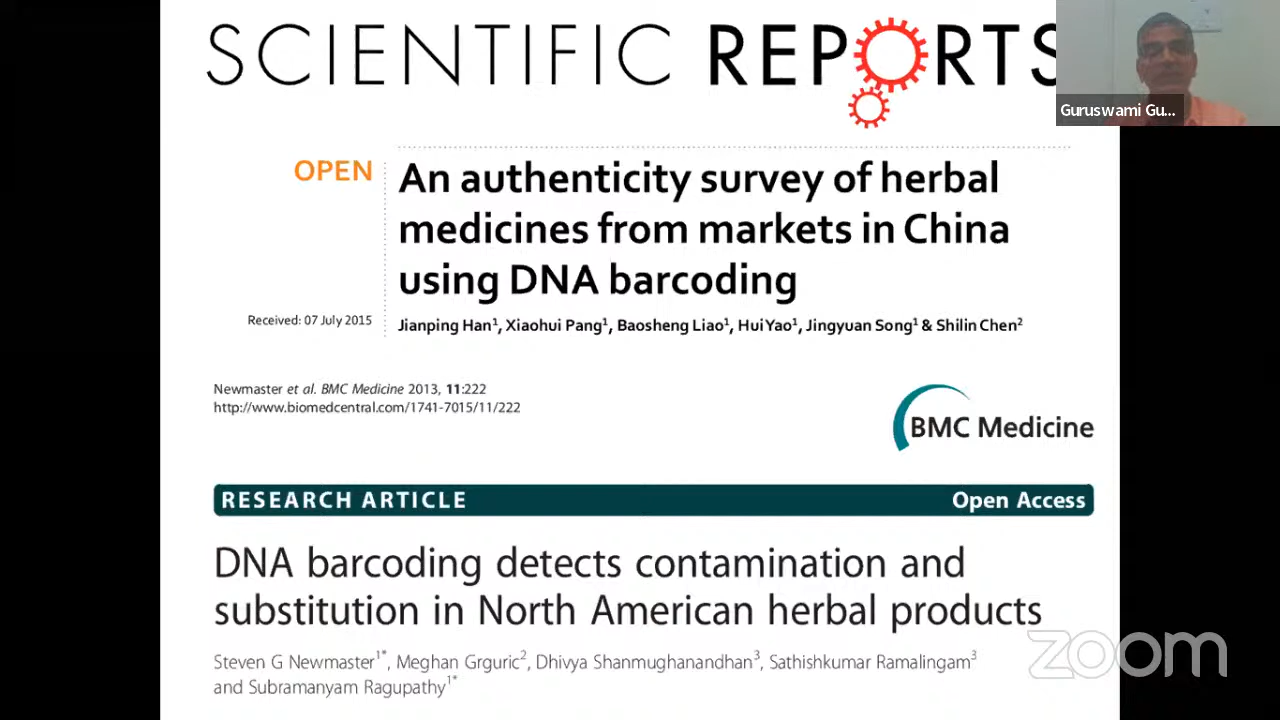 SCIENTIFIC REPORTS
Guruswami Gu...
OPEN
An authenticity survey of herbal
medicines from markets in China
using DNA barcoding
Received: 07 July 2015
Jianping Han¹, Xiaohui Pang¹, Baosheng Liao¹, Hui Yao¹, Jingyuan Song¹ & Shilin Chen²
Newmaster et al. BMC Medicine 2013, 11:222
http://www.biomedcentral.com/1741-7015/11/222
BMC Medicine
RESEARCH ARTICLE Open Access
DNA barcoding detects contamination and
substitution in North American herbal products
Steven G Newmaster¹*, Meghan Grguric², Dhivya Shanmughanandhan³, Sathishkumar Ramalingam³
and Subramanyam Ragupathy¹*
zoom